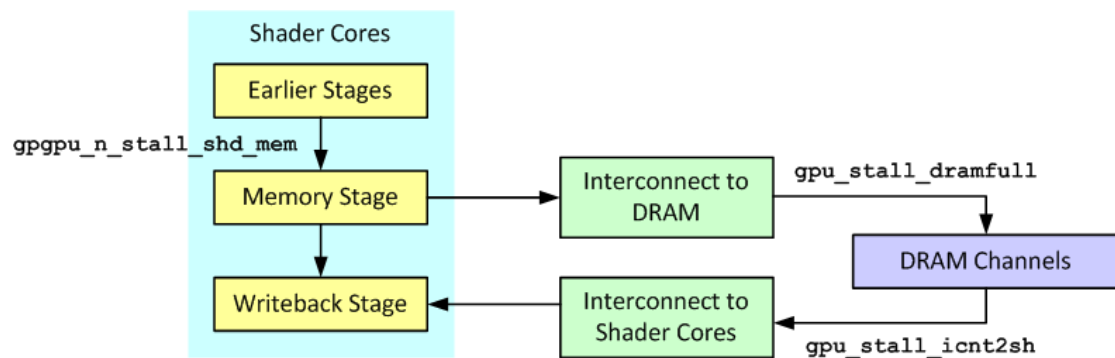 Shader Cores
Earlier Stages
gpgpu_n_stall_shd_mem
Memory Stage
Interconnect to
DRAM
gpu_stall_dramfull
DRAM Channels
Writeback Stage
Interconnect to
Shader Cores
gpu_stall_icnt2sh